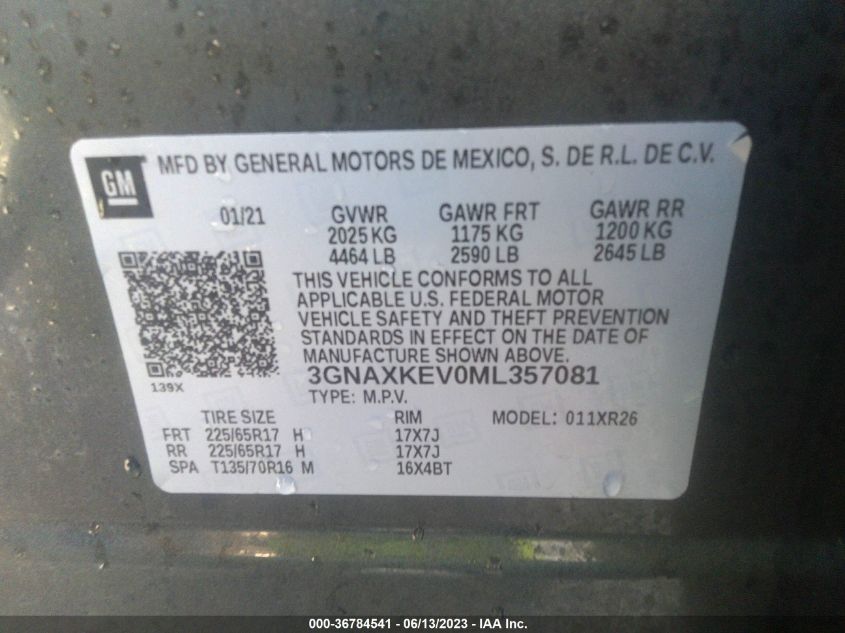 GM
MFD BY GENERAL MOTORS DE MEXICO, S. DE R.L. DE C.V.
01/21 GVWR GAWR FRT GAWR RR
2025 KG 1175 KG 1200 KG
4464 LB 2590 LB 2645 LB
THIS VEHICLE CONFORMS TO ALL
APPLICABLE U.S. FEDERAL MOTOR
VEHICLE SAFETY AND THEFT PREVENTION
STANDARDS IN EFFECT ON THE DATE OF
MANUFACTURE SHOWN ABOVE.
139X
3GNAXKEV0ML357081
TYPE: M.P.V.
TIRE SIZE RIM MODEL: 011XR26
FRT 225/65R17 H 17X7J
RR 225/65R17 H 17X7J
SPA T135/70R16 M 16X4BT
000-36784541 / 06/13/2023 - IAA Inc.